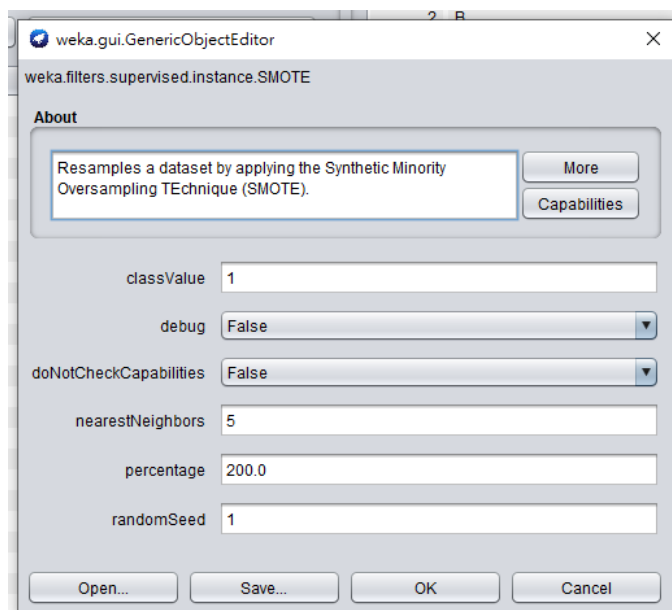 2 B
weka.gui.GenericObjectEditor
weka.filters.supervised.instance.SMOTE
About
Resamples a dataset by applying the Synthetic Minority
Oversampling TEchnique (SMOTE).
More
Capabilities
classValue 1
debug False
doNotCheckCapabilities False
nearestNeighbors 5
percentage 200.0
randomSeed 1
Open... Save... OK Cancel